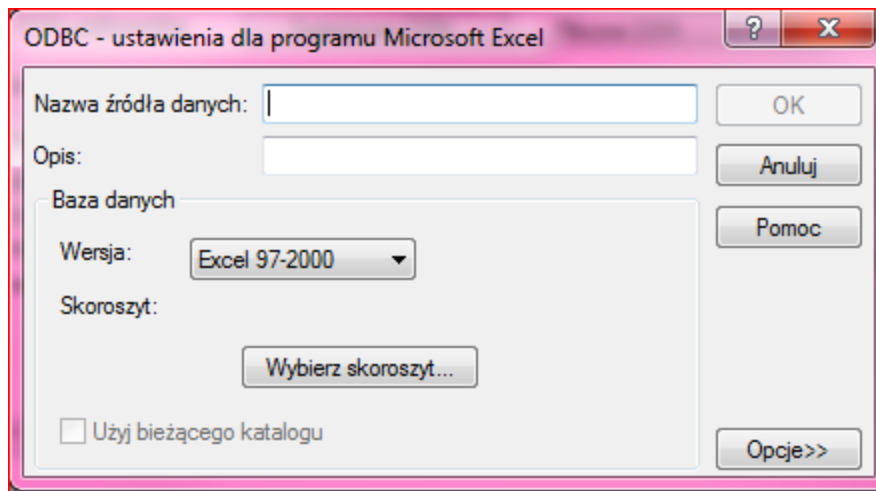 ODBC - ustawienia dla programu Microsoft Excel
Nazwa źródła danych:
OK
Opis:
Anuluj
Baza danych
Pomoc
Wersja: Excel 97-2000
Skoroszyt:
Wybierz skoroszyt...
Użyj bieżącego katalogu
Opcje>>